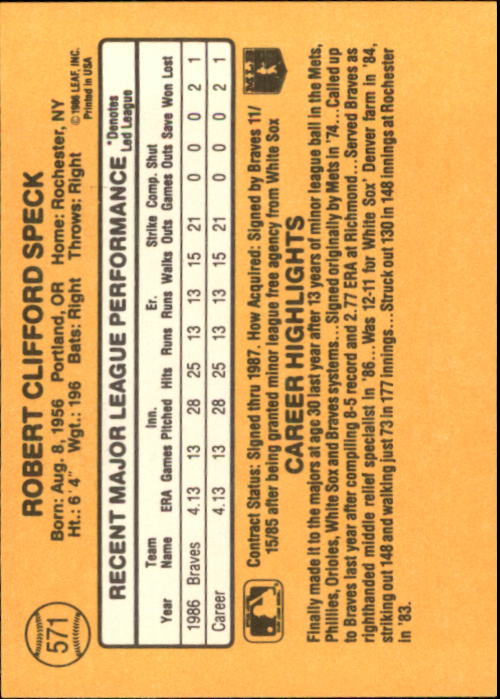 571
ROBERT CLIFFORD SPECK
Born: Aug. 8, 1956 Portland, OR Home: Rochester, NY
Ht.: 6' 4" Wgt.: 196 Bats: Right Throws: Right
© 1986 LEAF, INC.
Printed in USA
RECENT MAJOR LEAGUE PERFORMANCE
*Denotes
Led League
Team Inn. Er. Strike Comp. Shut
Year Name ERA Games Pitched Hits Runs Runs Walks Outs Games Outs Save Won Lost
1986 Braves 4.13 13 28 25 13 13 15 21 0 0 0 2 1
Career 4.13 13 28 25 13 13 15 21 0 0 0 2 1
Contract Status: Signed thru 1987. How Acquired: Signed by Braves 11/
15/85 after being granted minor league free agency from White Sox
CAREER HIGHLIGHTS
Finally made it to the majors at age 30 last year after 13 years of minor league ball in the Mets,
Phillies, Orioles, White Sox and Braves systems...Signed originally by Mets in '74...Called up
to Braves last year after compiling 8-5 record and 2.77 ERA at Richmond...Served Braves as
righthanded middle relief specialist in '86...Was 12-11 for White Sox' Denver farm in '84,
striking out 148 and walking just 73 in 177 innings...Struck out 130 in 148 innings at Rochester
in '83.